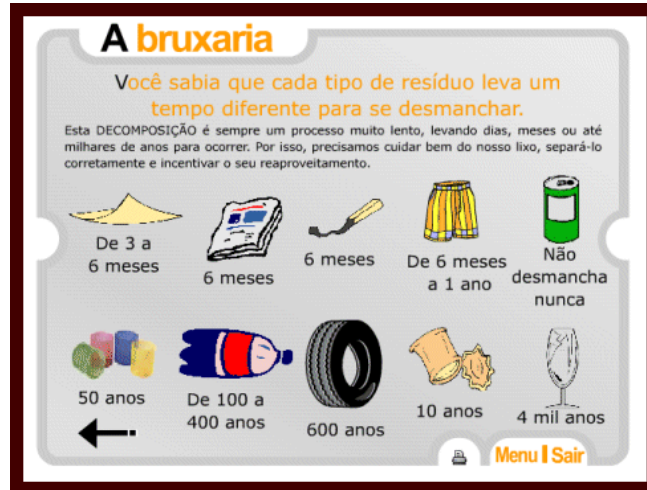 A bruxaria
Você sabia que cada tipo de resíduo leva um
tempo diferente para se desmanchar.
Esta DECOMPOSIÇÃO é sempre um processo muito lento, levando dias, meses ou até
milhares de anos para ocorrer. Por isso, precisamos cuidar bem do nosso lixo, separá-lo
corretamente e incentivar o seu reaproveitamento.
De 3 a
6 meses
6 meses
6 meses
De 6 meses
a 1 ano
Não
desmancha
nunca
50 anos
De 100 a
400 anos
600 anos
10 anos
4 mil anos
Menu | Sair